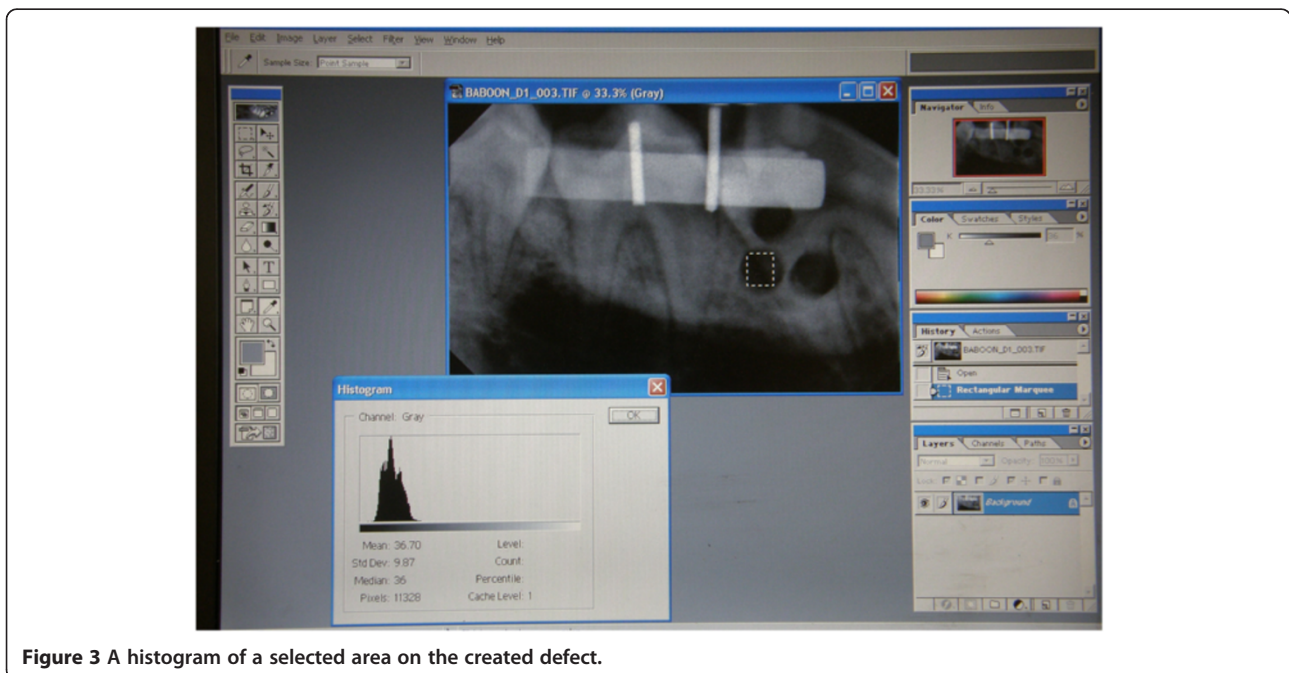 File Edit Image Layer Select Filter View Window Help
Sample Size: Point Sample
BABOON_D1_003.TIF @ 33.3% (Gray)
Navigator Info
33.33%
Color Swatches Styles
K %
History Actions
BABOON_D1_003.TIF
Open
Rectangular Marquee
Layers Channels Paths
Normal Opacity: 100%
Lock:
Background
Histogram
Channel: Gray
OK
Mean: 36.70 Level:
Std Dev: 9.87 Count:
Median: 36 Percentile:
Pixels: 11328 Cache Level: 1
Figure 3 A histogram of a selected area on the created defect.